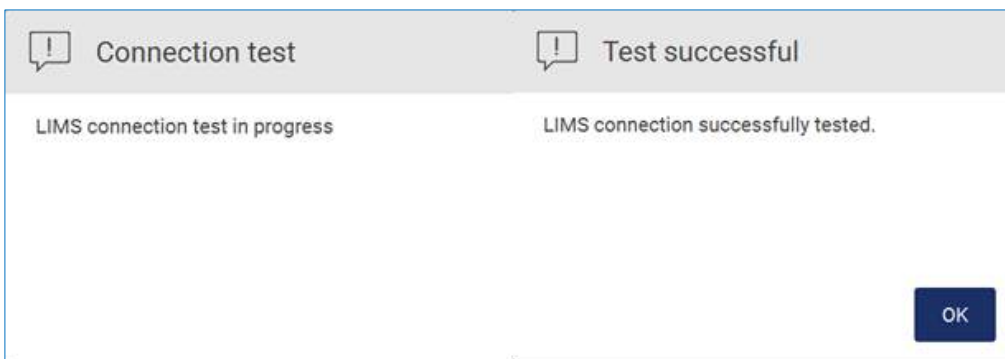 Connection test
LIMS connection test in progress
Test successful
LIMS connection successfully tested.
OK